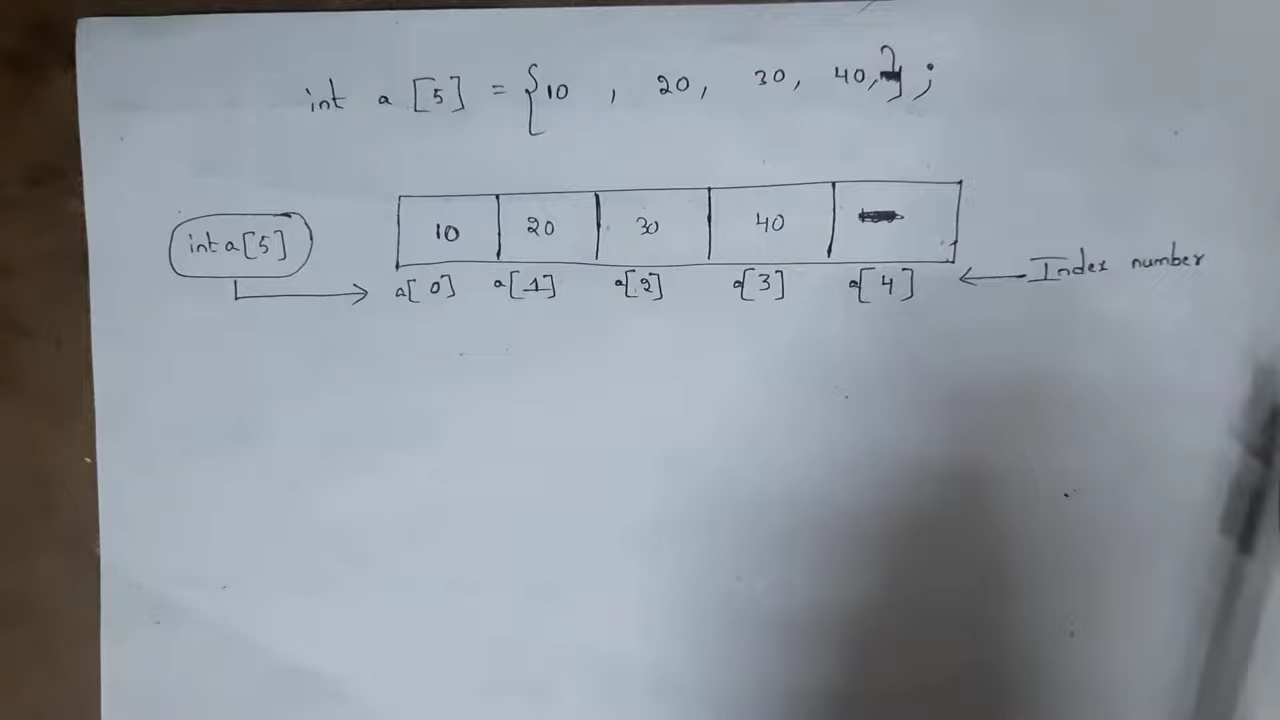 int a [5] = {10 , 20, 30, 40, };
int a[5]
10 20 30 40
a[0] a[1] a[2] a[3] a[4]
Index number